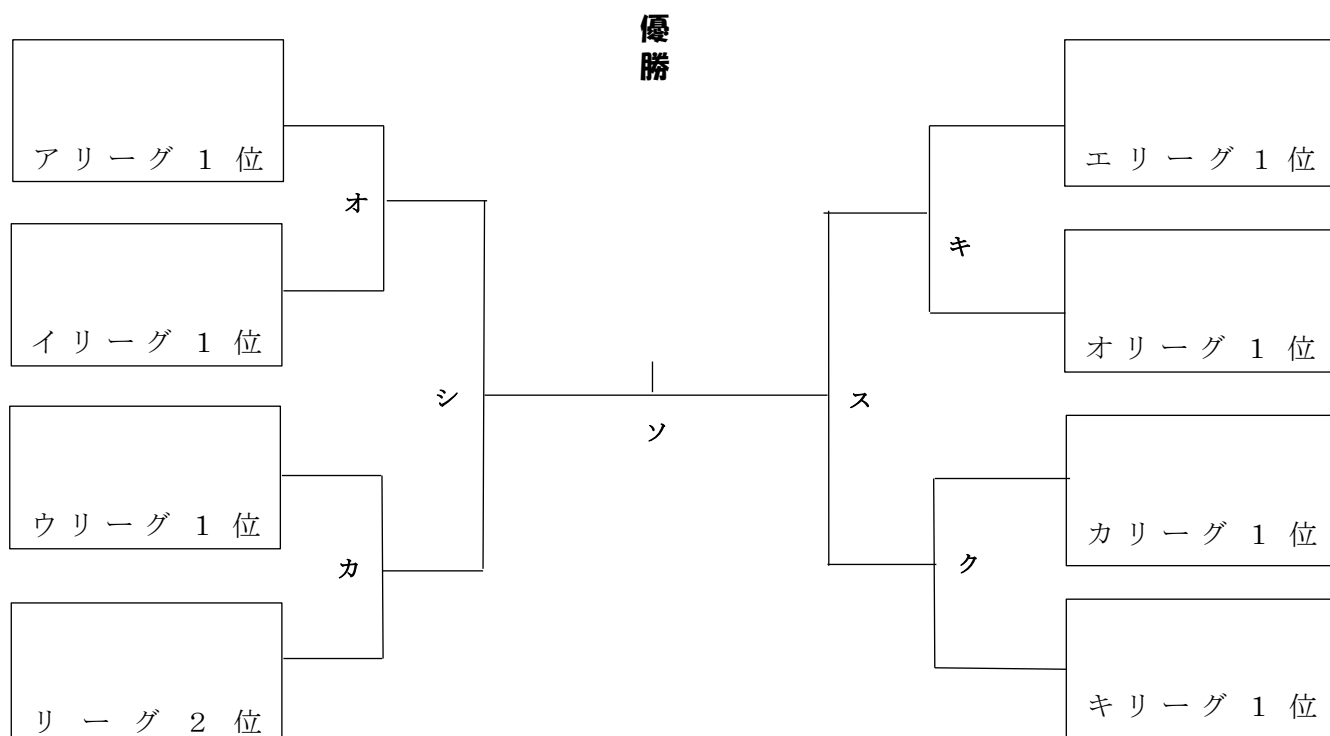 優
勝
アリーグ 1 位
エリーグ 1 位
オ
キ
イリーグ 1 位
オリーグ 1 位
シ
ス
ソ
ウリーグ 1 位
カリーグ 1 位
カ
ク
リーグ 2 位
キリーグ 1 位